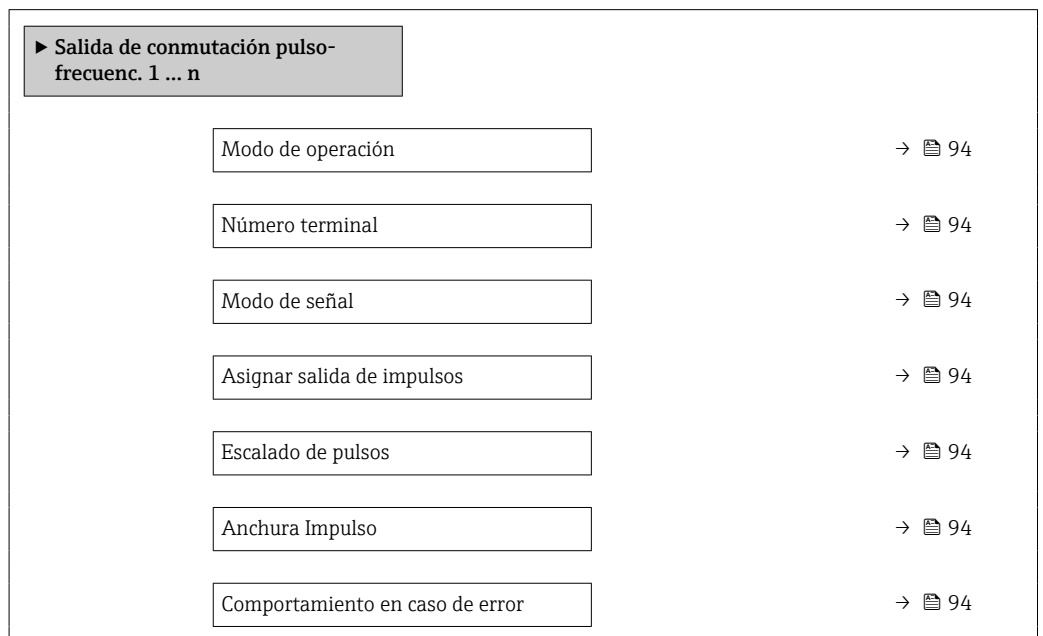 ▶ Salida de conmutación pulso-
frecuenc. 1 … n
Modo de operación → 94
Número terminal → 94
Modo de señal → 94
Asignar salida de impulsos → 94
Escalado de pulsos → 94
Anchura Impulso → 94
Comportamiento en caso de error → 94